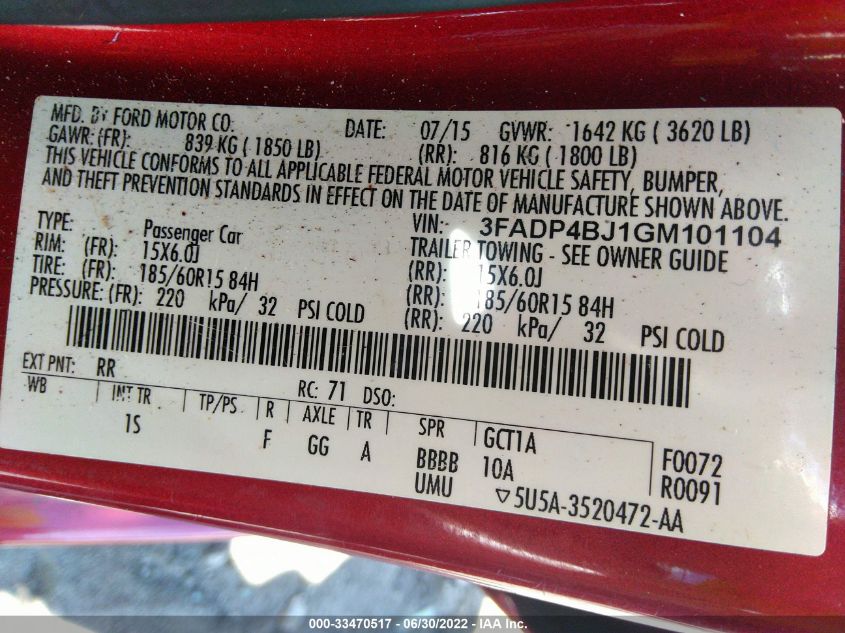 MFD. BY FORD MOTOR CO. DATE: 07/15 GVWR: 1642 KG ( 3620 LB)
GAWR: (FR): 839 KG ( 1850 LB) (RR): 816 KG ( 1800 LB)
THIS VEHICLE CONFORMS TO ALL APPLICABLE FEDERAL MOTOR VEHICLE SAFETY, BUMPER,
AND THEFT PREVENTION STANDARDS IN EFFECT ON THE DATE OF MANUFACTURE SHOWN ABOVE.
VIN: 3FADP4BJ1GM101104
TYPE: Passenger Car TRAILER TOWING - SEE OWNER GUIDE
RIM: (FR): 15X6.0J (RR): 15X6.0J
TIRE: (FR): 185/60R15 84H (RR): 185/60R15 84H
PRESSURE: (FR): 220 kPa/ 32 PSI COLD (RR): 220 kPa/ 32 PSI COLD
EXT PNT: RR RC: 71 DSO:
WB INT TR TP/PS R AXLE TR SPR GCT1A F0072
1S F GG A BBBB 10A R0091
UMU ▽5U5A-3520472-AA
000-33470517 - 06/30/2022 - IAA Inc.